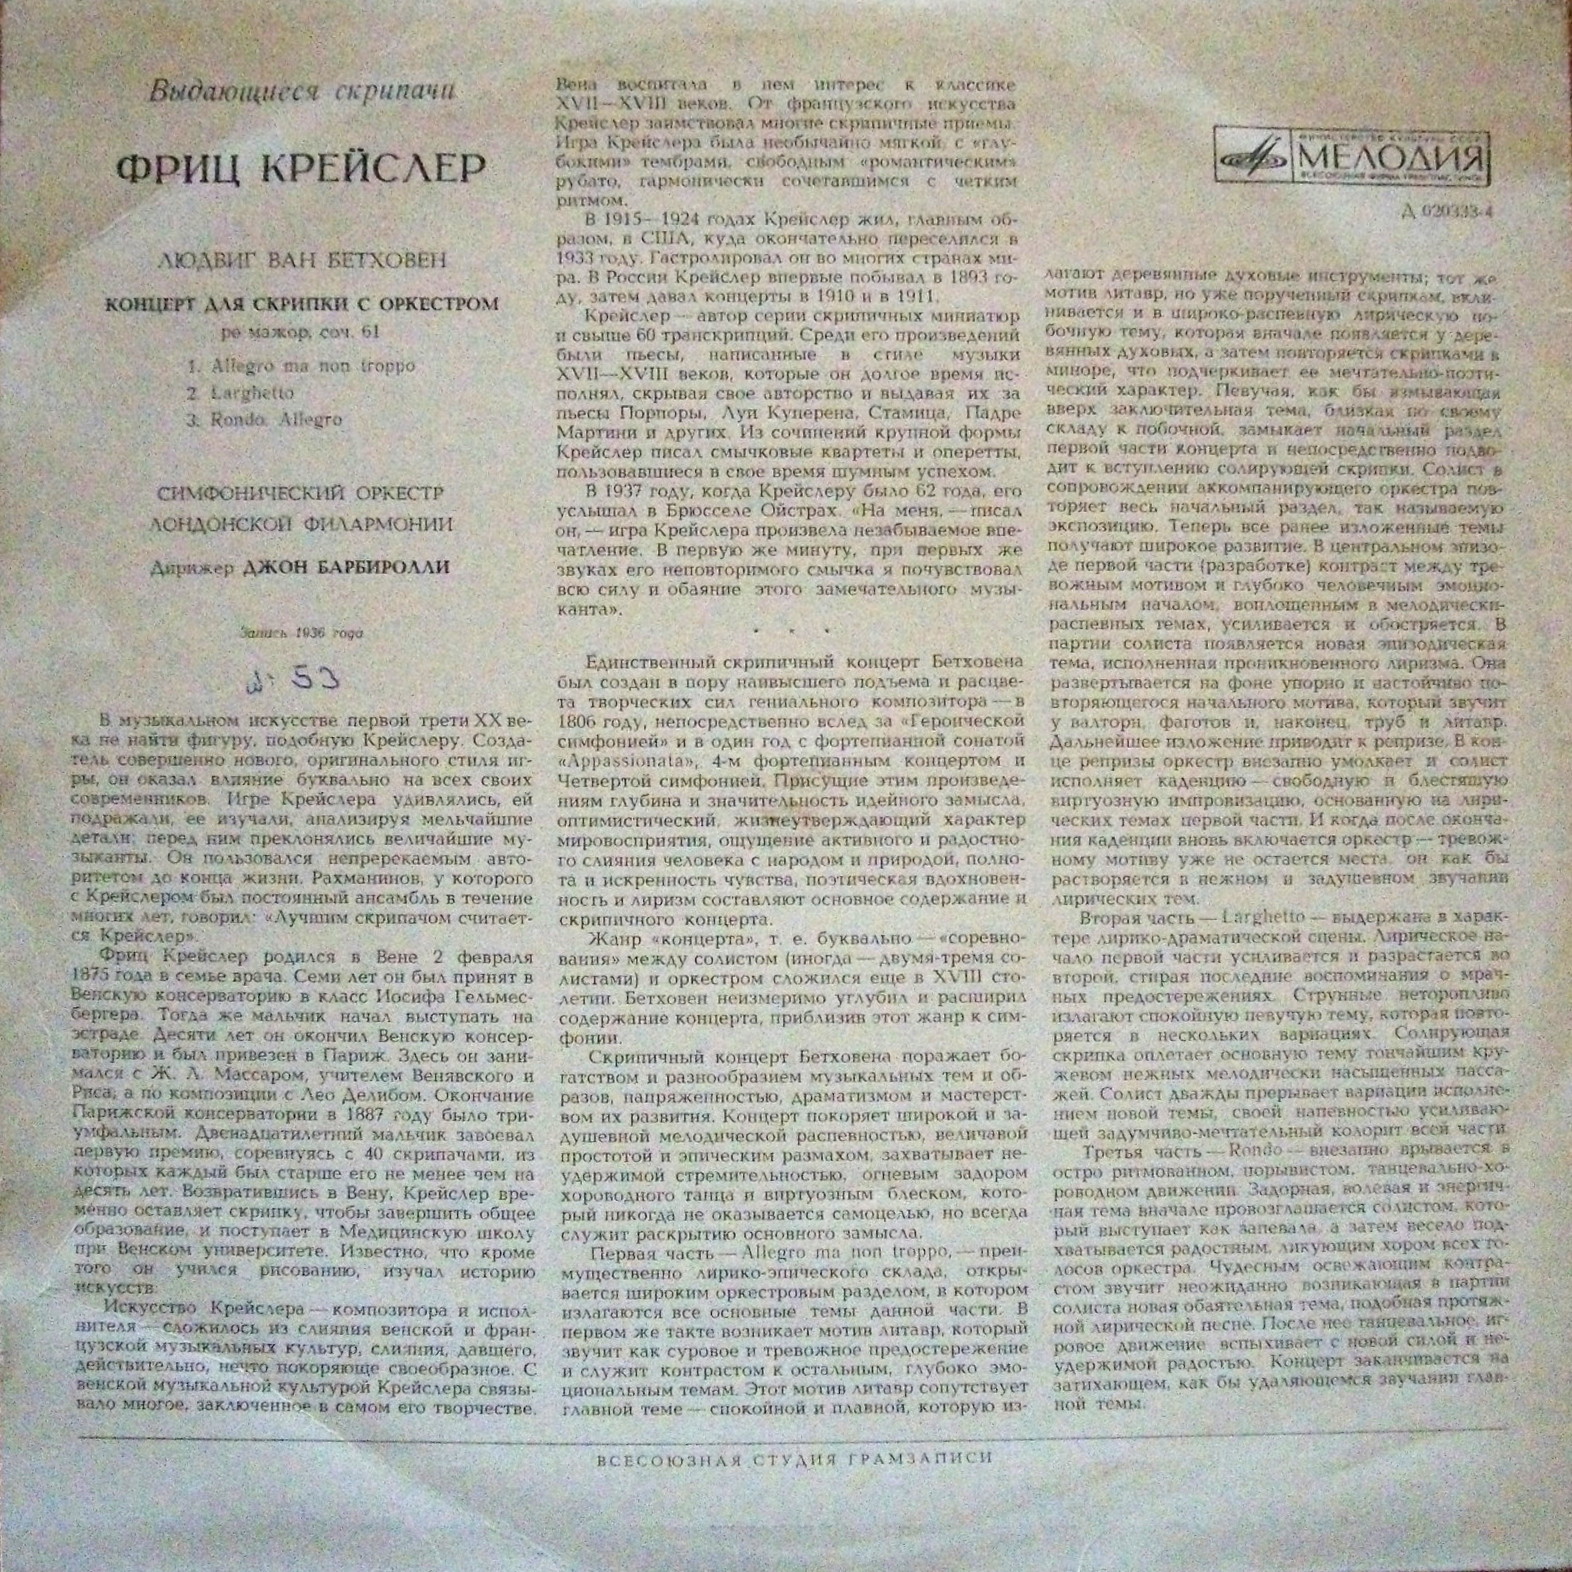 Выдающиеся скрипачи
ФРИЦ КРЕЙСЛЕР
ЛЮДВИГ ВАН БЕТХОВЕН
КОНЦЕРТ ДЛЯ СКРИПКИ С ОРКЕСТРОМ
ре мажор, соч. 61
1. Allegro ma non troppo
2. Larghetto
3. Rondo. Allegro
СИМФОНИЧЕСКИЙ ОРКЕСТР
ЛОНДОНСКОЙ ФИЛАРМОНИИ
Дирижер ДЖОН БАРБИРОЛЛИ
Запись 1936 года
53
В музыкальном искусстве первой трети XX ве-
ка не найти фигуру, подобную Крейслеру. Созда-
тель совершенно нового, оригинального стиля иг-
ры, он оказал влияние буквально на всех своих
современников. Игре Крейслера удивлялись, ей
подражали, ее изучали, анализируя мельчайшие
детали; перед ним преклонялись величайшие му-
зыканты. Он пользовался непререкаемым авто-
ритетом до конца жизни. Рахманинов, у которого
с Крейслером был постоянный ансамбль в течение
многих лет, говорил: «Лучшим скрипачом считает-
ся Крейслер».
Фриц Крейслер родился в Вене 2 февраля
1875 года в семье врача. Семи лет он был принят в
Венскую консерваторию в класс Иосифа Гельмес-
бергера. Тогда же мальчик начал выступать на
эстраде. Десяти лет он окончил Венскую консер-
ваторию и был привезен в Париж. Здесь он зани-
мался с Ж. Л. Массаром, учителем Венявского и
Риса, а по композиции с Лео Делибом. Окончание
Парижской консерватории в 1887 году было три-
умфальным. Двенадцатилетний мальчик завоевал
первую премию, соревнуясь с 40 скрипачами, из
которых каждый был старше его не менее чем на
десять лет. Возвратившись в Вену, Крейслер вре-
менно оставляет скрипку, чтобы завершить общее
образование, и поступает в Медицинскую школу
при Венском университете. Известно, что кроме
того он учился рисованию, изучал историю
искусств.
Искусство Крейслера — композитора и испол-
нителя — сложилось из слияния венской и фран-
цузской музыкальных культур, слияния, давшего,
действительно, нечто покоряюще своеобразное. С
венской музыкальной культурой Крейслера связы-
вало многое, заключенное в самом его творчестве.
Вена воспитала в нем интерес к классике
XVII—XVIII веков. От французского искусства
Крейслер заимствовал многие скрипичные приемы.
Игра Крейслера была необычайно мягкой, с «глу-
бокими» тембрами, свободным «романтическим»
рубато, гармонически сочетавшимся с четким
ритмом.
В 1915—1924 годах Крейслер жил, главным об-
разом, в США, куда окончательно переселился в
1933 году. Гастролировал он во многих странах ми-
ра. В России Крейслер впервые побывал в 1893 го-
ду, затем давал концерты в 1910 и в 1911.
Крейслер — автор серии скрипичных миниатюр
и свыше 60 транскрипций. Среди его произведений
были пьесы, написанные в стиле музыки
XVII—XVIII веков, которые он долгое время ис-
полнял, скрывая свое авторство и выдавая их за
пьесы Порпоры, Луи Куперена, Стамица, Падре
Мартини и других. Из сочинений крупной формы
Крейслер писал смычковые квартеты и оперетты,
пользовавшиеся в свое время шумным успехом.
В 1937 году, когда Крейслеру было 62 года, его
услышал в Брюсселе Ойстрах. «На меня, — писал
он, — игра Крейслера произвела незабываемое впе-
чатление. В первую же минуту, при первых же
звуках его неповторимого смычка я почувствовал
всю силу и обаяние этого замечательного музы-
канта».
* * *
Единственный скрипичный концерт Бетховена
был создан в пору наивысшего подъема и расцве-
та творческих сил гениального композитора — в
1806 году, непосредственно вслед за «Героической
симфонией» и в один год с фортепианной сонатой
«Appassionata», 4-м фортепианным концертом и
Четвертой симфонией. Присущие этим произведе-
ниям глубина и значительность идейного замысла,
оптимистический, жизнеутверждающий характер
мировосприятия, ощущение активного и радостно-
го слияния человека с народом и природой, полно-
та и искренность чувства, поэтическая вдохновен-
ность и лиризм составляют основное содержание и
скрипичного концерта.
Жанр «концерта», т. е. буквально — «соревно-
вания» между солистом (иногда — двумя-тремя со-
листами) и оркестром сложился еще в XVIII сто-
летии. Бетховен неизмеримо углубил и расширил
содержание концерта, приблизив этот жанр к сим-
фонии.
Скрипичный концерт Бетховена поражает бо-
гатством и разнообразием музыкальных тем и об-
разов, напряженностью, драматизмом и мастерст-
вом их развития. Концерт покоряет широкой и за-
душевной мелодической распевностью, величавой
простотой и эпическим размахом, захватывает не-
удержимой стремительностью, огневым задором
хороводного танца и виртуозным блеском, кото-
рый никогда не оказывается самоцелью, но всегда
служит раскрытию основного замысла.
Первая часть — Allegro ma non troppo, — преи-
мущественно лирико-эпического склада, откры-
вается широким оркестровым разделом, в котором
излагаются все основные темы данной части. В
первом же такте возникает мотив литавр, который
звучит как суровое и тревожное предостережение
и служит контрастом к остальным, глубоко эмо-
циональным темам. Этот мотив литавр сопутствует
главной теме — спокойной и плавной, которую из-
МИНИСТЕРСТВО КУЛЬТУРЫ СССР
МЕЛОДИЯ
ВСЕСОЮЗНАЯ ФИРМА ГРАМПЛАСТИНОК
Д 020333-4
лагают деревянные духовые инструменты; тот же
мотив литавр, но уже порученный скрипкам, вкли-
нивается и в широко-распевную лирическую по-
бочную тему, которая вначале появляется у дере-
вянных духовых, а затем повторяется скрипками в
миноре, что подчеркивает ее мечтательно-поэти-
ческий характер. Певучая, как бы взмывающая
вверх заключительная тема, близкая по своему
складу к побочной, замыкает начальный раздел
первой части концерта и непосредственно подво-
дит к вступлению солирующей скрипки. Солист в
сопровождении аккомпанирующего оркестра пов-
торяет весь начальный раздел, так называемую
экспозицию. Теперь все ранее изложенные темы
получают широкое развитие. В центральном эпизо-
де первой части (разработке) контраст между тре-
вожным мотивом и глубоко человечным эмоцио-
нальным началом, воплощенным в мелодически-
распевных темах, усиливается и обостряется. В
партии солиста появляется новая эпизодическая
тема, исполненная проникновенного лиризма. Она
развертывается на фоне упорно и настойчиво по-
вторяющегося начального мотива, который звучит
у валторн, фаготов и, наконец, труб и литавр.
Дальнейшее изложение приводит к репризе. В кон-
це репризы оркестр внезапно умолкает и солист
исполняет каденцию — свободную и блестящую
виртуозную импровизацию, основанную на лири-
ческих темах первой части. И когда после оконча-
ния каденции вновь включается оркестр — тревож-
ному мотиву уже не остается места, он как бы
растворяется в нежном и задушевном звучании
лирических тем.
Вторая часть — Larghetto — выдержана в харак-
тере лирико-драматической сцены. Лирическое на-
чало первой части усиливается и разрастается во
второй, стирая последние воспоминания о мрач-
ных предостережениях. Струнные неторопливо
излагают спокойную певучую тему, которая повто-
ряется в нескольких вариациях. Солирующая
скрипка оплетает основную тему тончайшим кру-
жевом нежных мелодически насыщенных пасса-
жей. Солист дважды прерывает вариации исполне-
нием новой темы, своей напевностью усиливаю-
щей задумчиво-мечтательный колорит всей части.
Третья часть — Rondo — внезапно врывается в
остро ритмованном, порывистом, танцевально-хо-
роводном движении. Задорная, волевая и энергич-
ная тема вначале провозглашается солистом, кото-
рый выступает как запевала, а затем весело под-
хватывается радостным, ликующим хором всех го-
лосов оркестра. Чудесным освежающим контра-
стом звучит неожиданно возникающая в партии
солиста новая обаятельная тема, подобная протяж-
ной лирической песне. После нее танцевальное, иг-
ровое движение вспыхивает с новой силой и не-
удержимой радостью. Концерт заканчивается на
затихающем, как бы удаляющемся звучании глав-
ной темы.
ВСЕСОЮЗНАЯ СТУДИЯ ГРАМЗАПИСИ